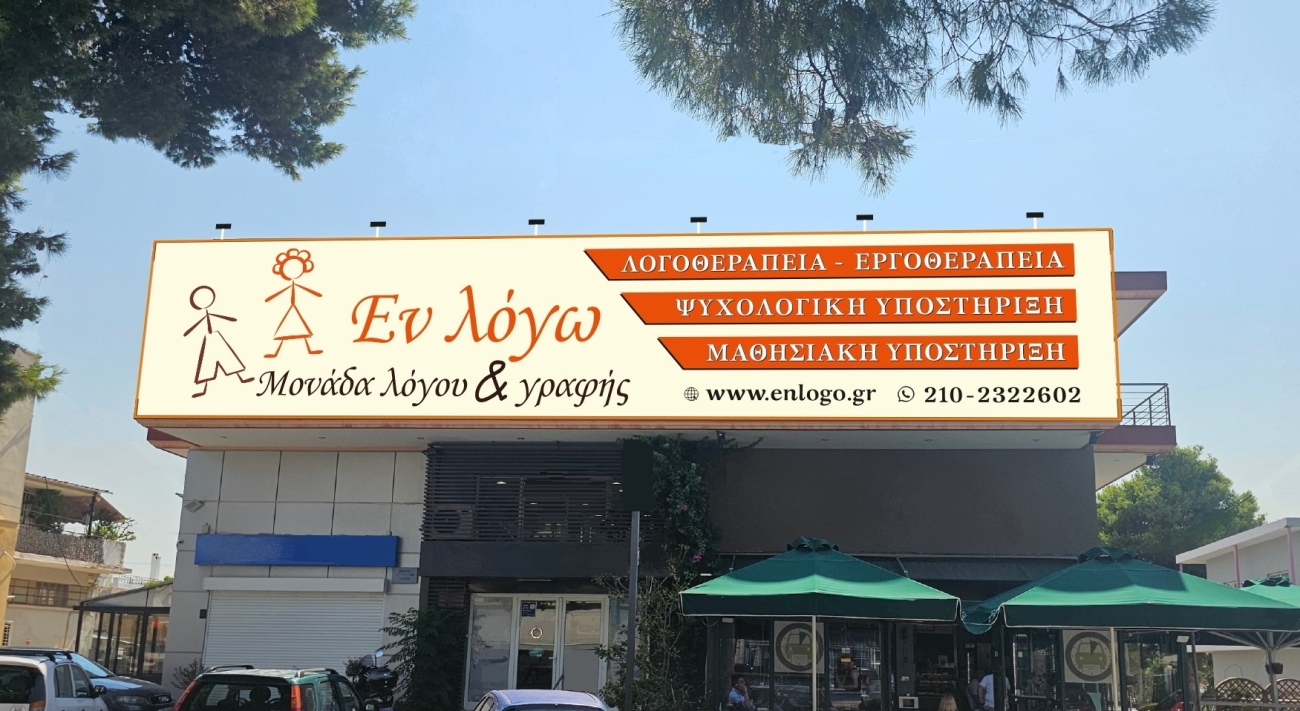 Εν λόγω
Μονάδα λόγου & γραφής
ΛΟΓΟΘΕΡΑΠΕΙΑ - ΕΡΓΟΘΕΡΑΠΕΙΑ
ΨΥΧΟΛΟΓΙΚΗ ΥΠΟΣΤΗΡΙΞΗ
ΜΑΘΗΣΙΑΚΗ ΥΠΟΣΤΗΡΙΞΗ
www.enlogo.gr 210-2322602